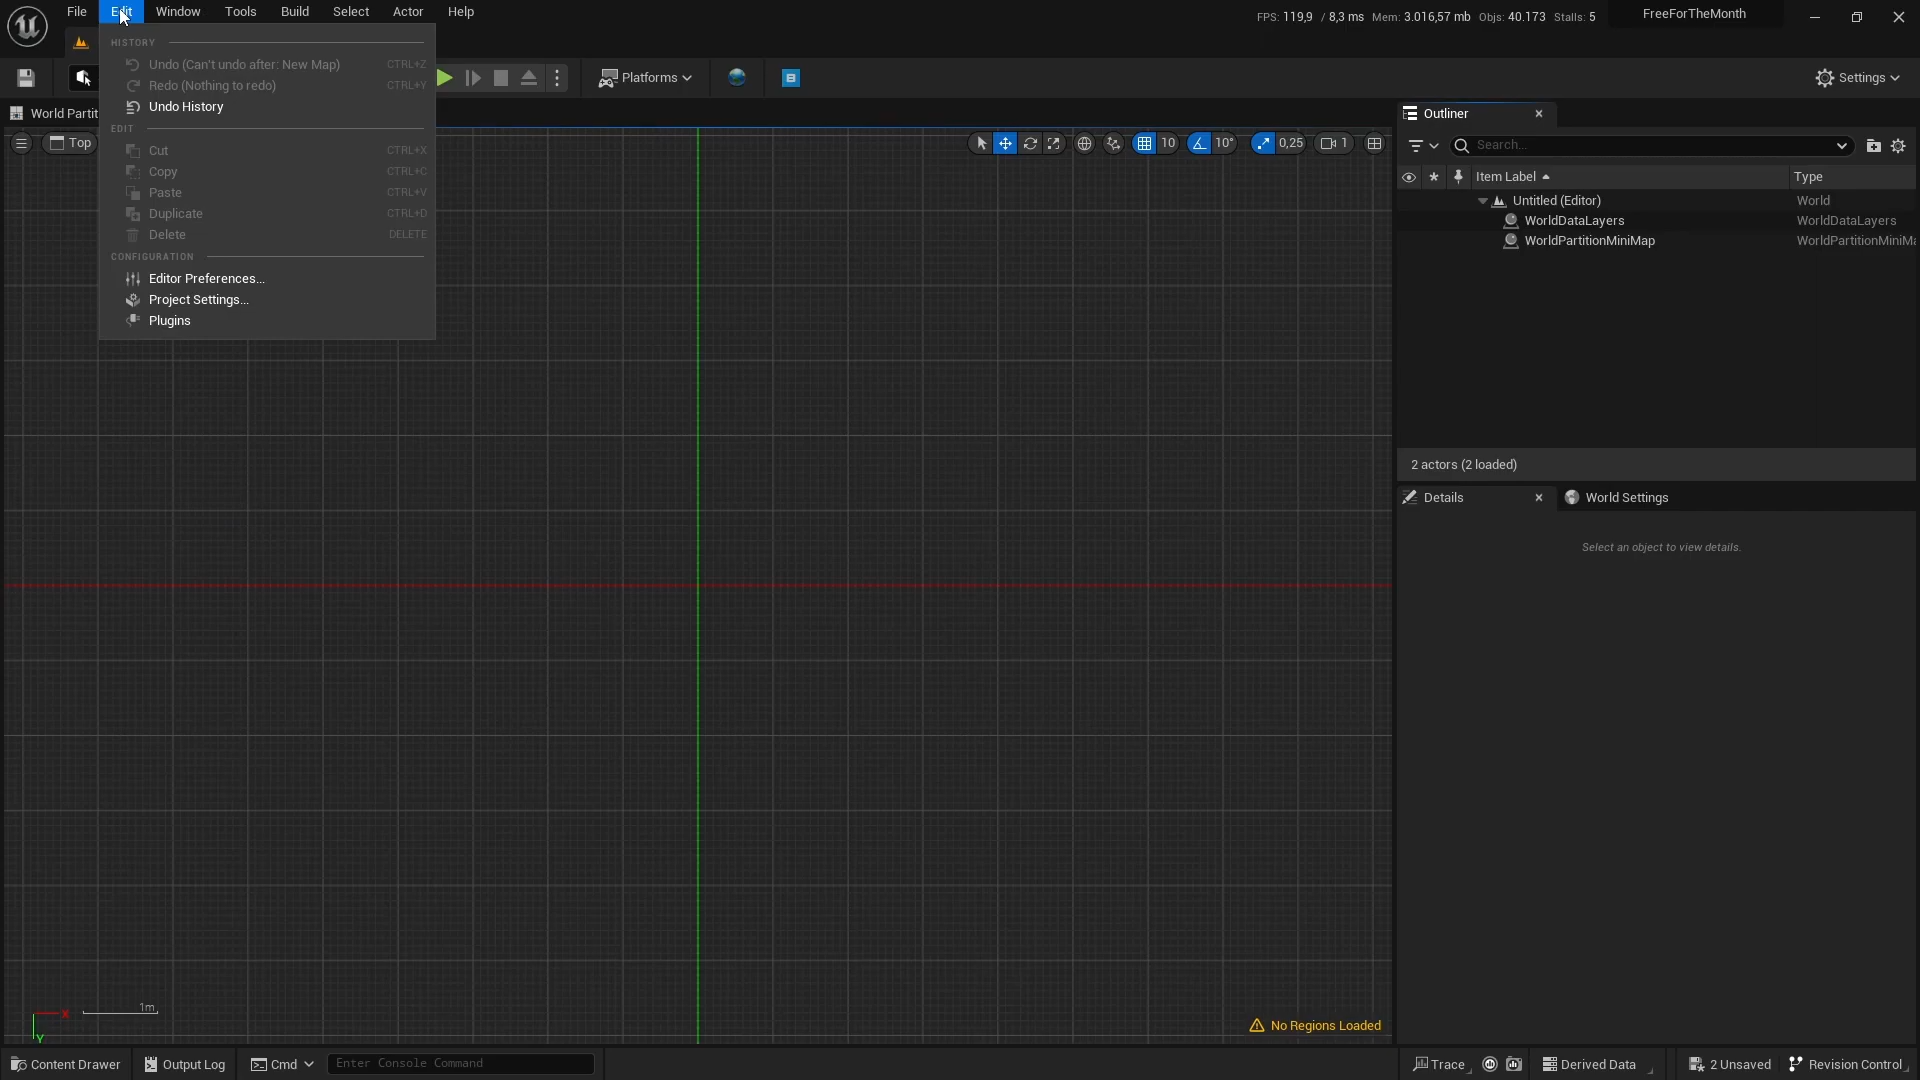 File Edit Window Tools Build Select Actor Help
FPS: 119,9 / 8,3 ms Mem: 3.016,57 mb Objs: 40.173 Stalls: 5
FreeForTheMonth
HISTORY
Undo (Can't undo after: New Map) CTRL+Z
Redo (Nothing to redo) CTRL+Y
Undo History
EDIT
Cut CTRL+X
Copy CTRL+C
Paste CTRL+V
Duplicate CTRL+D
Delete DELETE
CONFIGURATION
Editor Preferences...
Project Settings...
Plugins
Platforms
Settings
World Partit
Top
10
10°
0,25
1
Outliner
Search...
Item Label Type
Untitled (Editor) World
WorldDataLayers WorldDataLayers
WorldPartitionMiniMap WorldPartitionMiniMa
2 actors (2 loaded)
Details World Settings
Select an object to view details.
1m
X
Y
No Regions Loaded
Content Drawer Output Log Cmd Enter Console Command
Trace Derived Data 2 Unsaved Revision Control